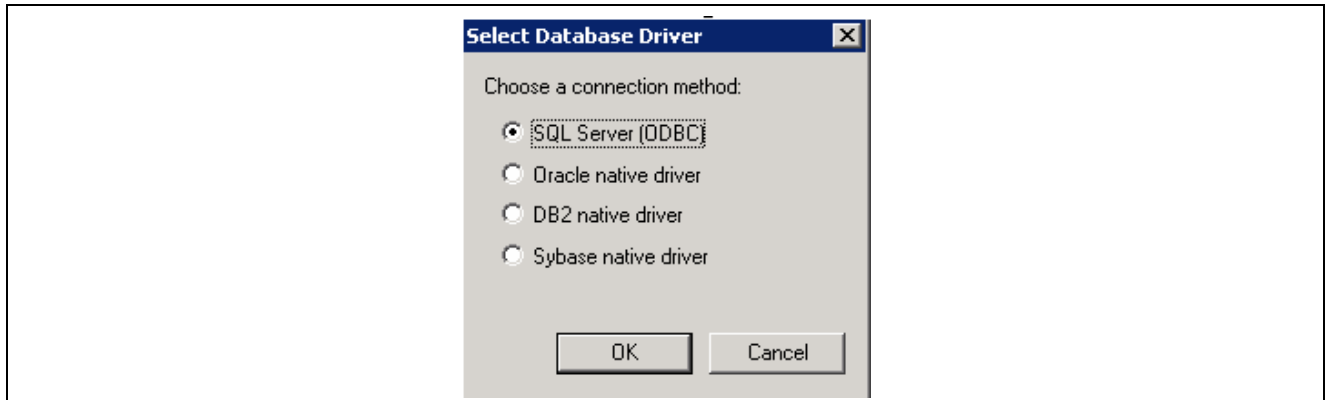 Select Database Driver
Choose a connection method:
SQL Server (ODBC)
Oracle native driver
DB2 native driver
Sybase native driver
OK Cancel